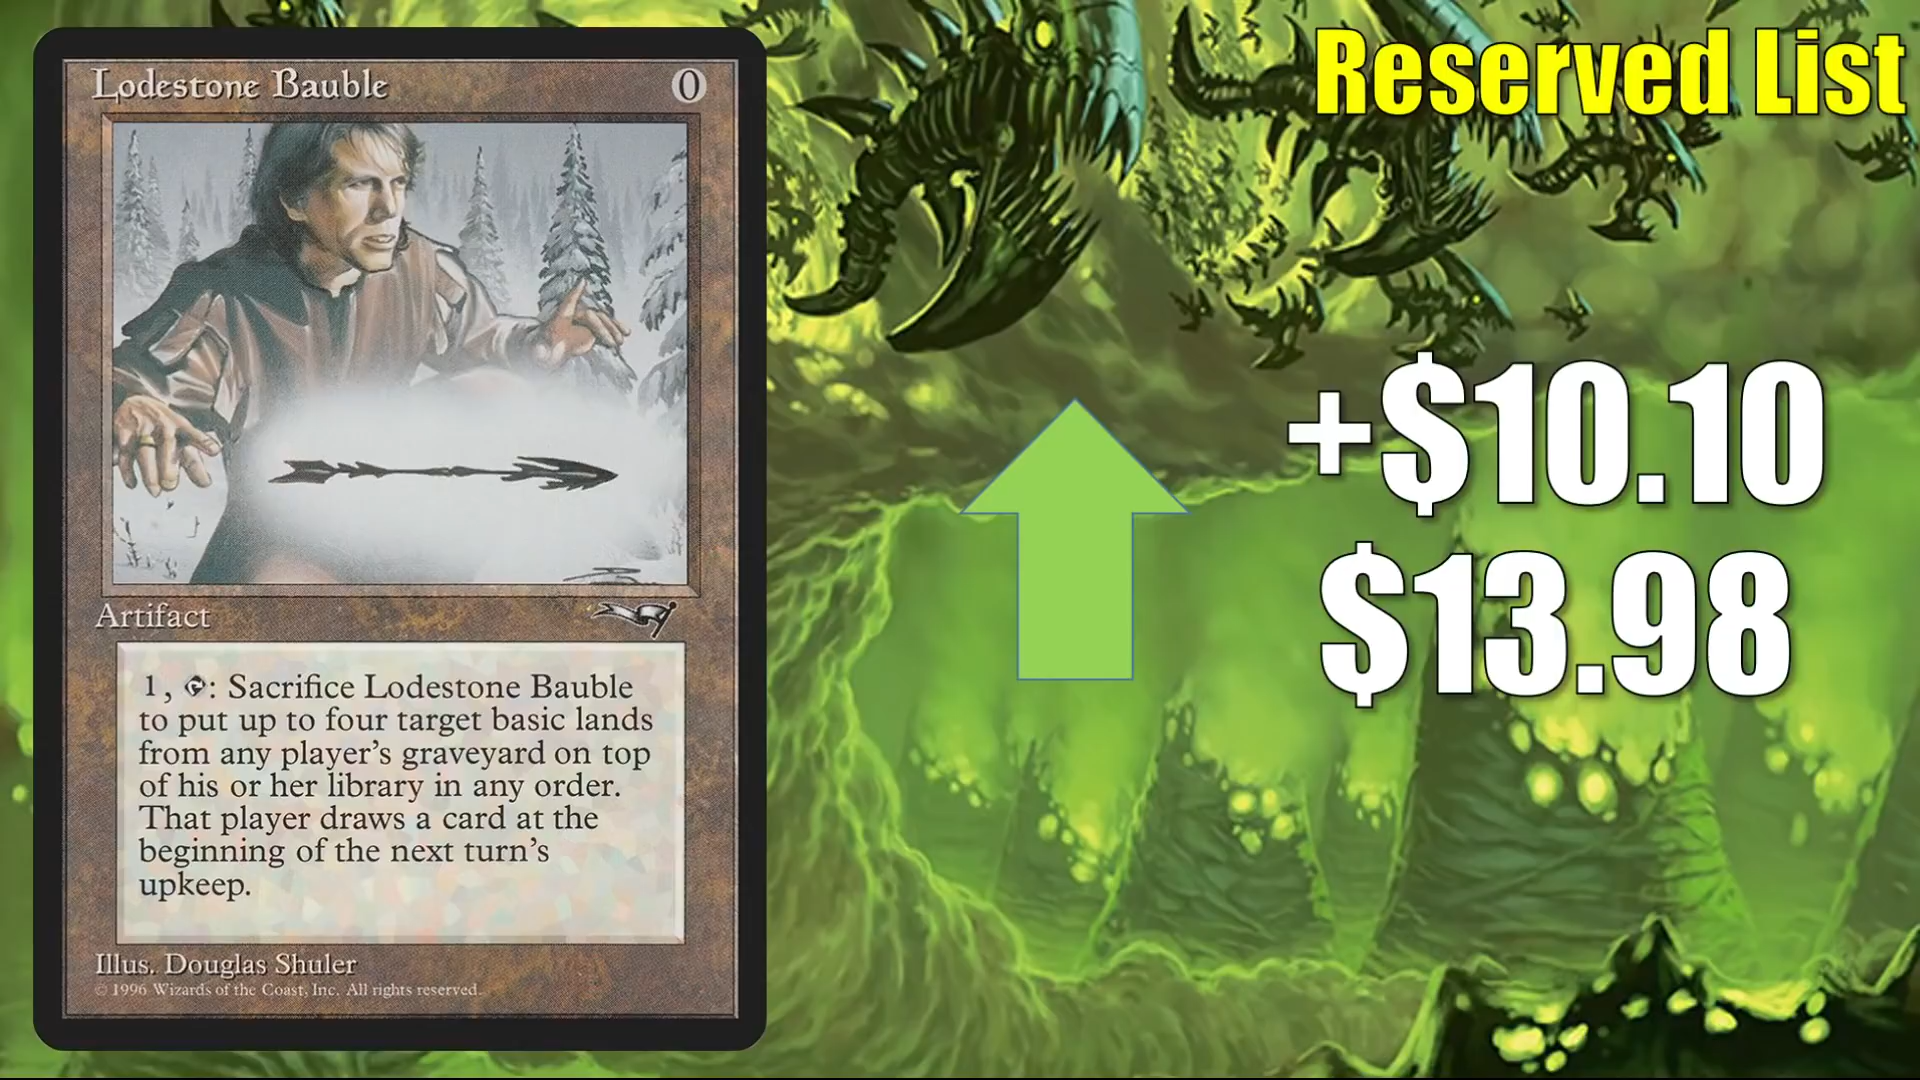 Lodestone Bauble
0
Reserved List
+$10.10
$13.98
Artifact
1, : Sacrifice Lodestone Bauble
to put up to four target basic lands
from any player's graveyard on top
of his or her library in any order.
That player draws a card at the
beginning of the next turn's
upkeep.
Illus. Douglas Shuler
© 1996 Wizards of the Coast, Inc. All rights reserved.